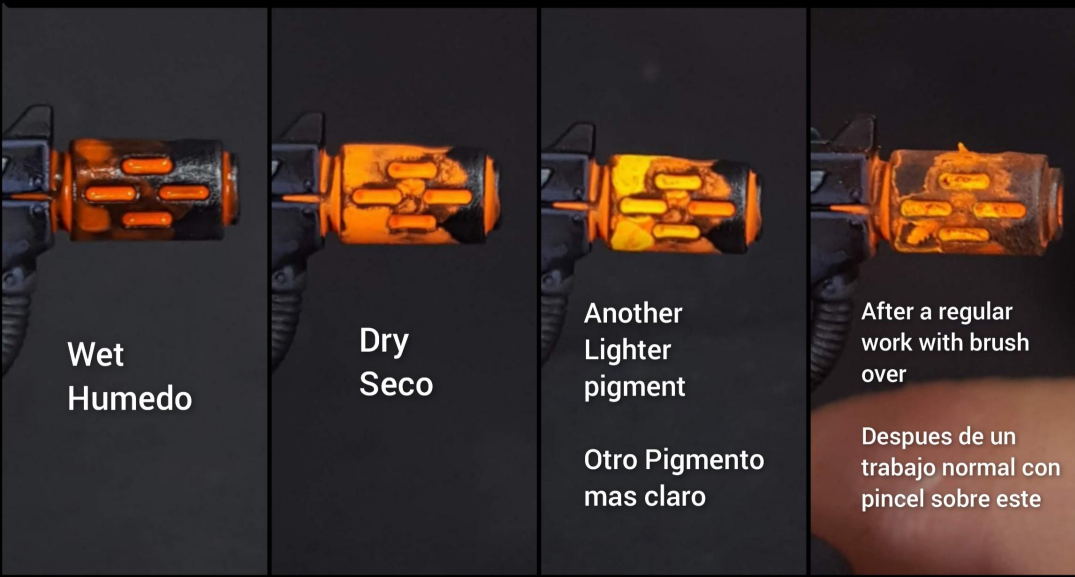 Wet
Humedo
Dry
Seco
Another
Lighter
pigment
Otro Pigmento
mas claro
After a regular
work with brush
over
Despues de un
trabajo normal con
pincel sobre este